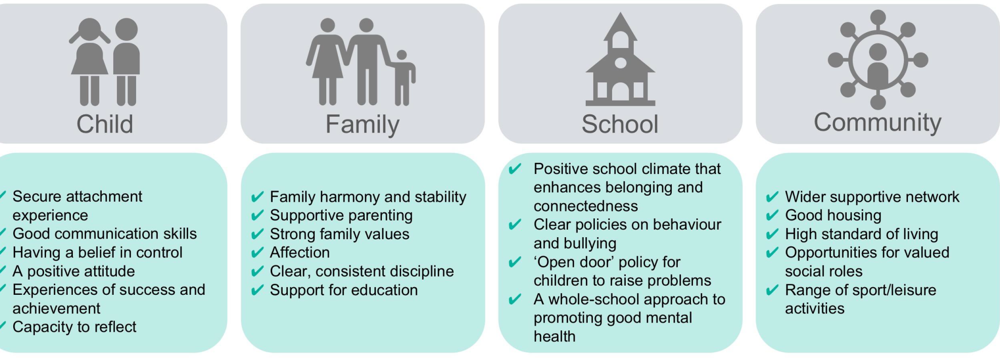 Child
Secure attachment
experience
✔ Good communication skills
✔ Having a belief in control
✔ A positive attitude
✔ Experiences of success and
achievement
✔ Capacity to reflect
Family
✔ Family harmony and stability
✔ Supportive parenting
✔ Strong family values
✔ Affection
✔ Clear, consistent discipline
✔ Support for education
School
✔ Positive school climate that
enhances belonging and
connectedness
✔ Clear policies on behaviour
and bullying
✔ ‘Open door’ policy for
children to raise problems
✔ A whole-school approach to
promoting good mental
health
Community
✔ Wider supportive network
✔ Good housing
✔ High standard of living
✔ Opportunities for valued
social roles
✔ Range of sport/leisure
activities